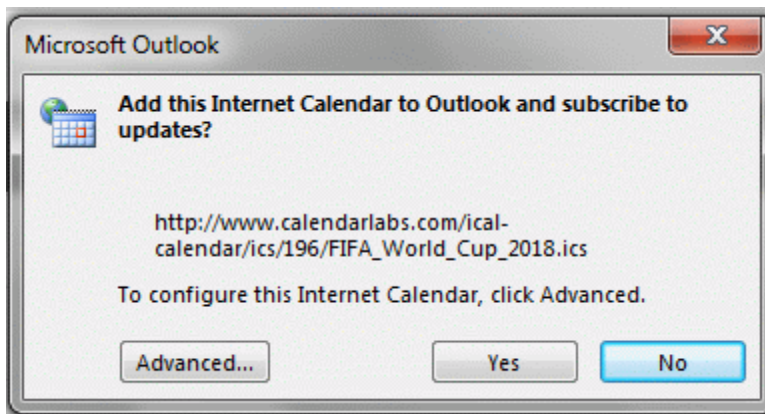 Microsoft Outlook
Add this Internet Calendar to Outlook and subscribe to
updates?
http://www.calendarlabs.com/ical-
calendar/ics/196/FIFA_World_Cup_2018.ics
To configure this Internet Calendar, click Advanced.
Advanced... Yes No